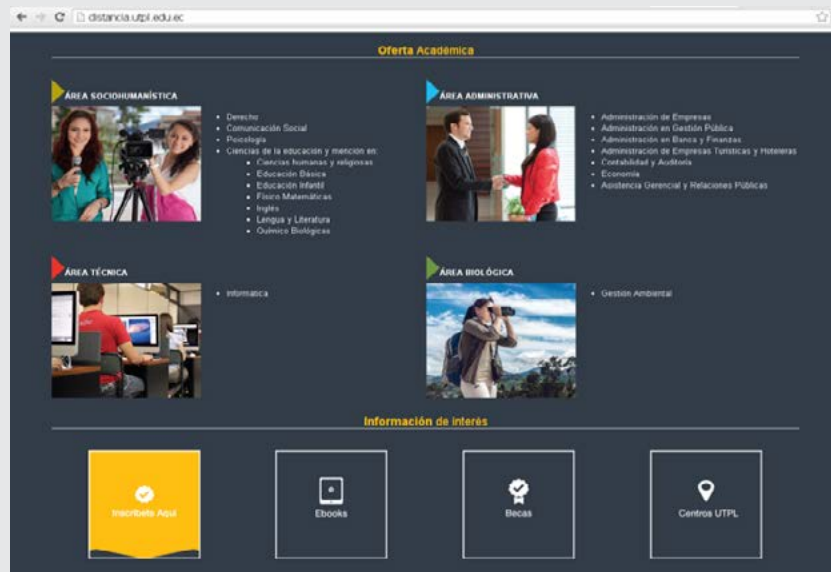 distancia.utpl.edu.ec
Oferta Académica
ÁREA SOCIOHUMANÍSTICA
Derecho
Comunicación Social
Psicología
Ciencias de la educación y mención en:
Ciencias humanas y religiosas
Educación Básica
Educación Infantil
Físico Matemáticas
Inglés
Lengua y Literatura
Químico Biológicas
ÁREA ADMINISTRATIVA
Administración de Empresas
Administración en Gestión Pública
Administración en Banca y Finanzas
Administración de Empresas Turísticas y Hoteleras
Contabilidad y Auditoría
Economía
Asistencia Gerencial y Relaciones Públicas
ÁREA TÉCNICA
Informática
ÁREA BIOLÓGICA
Gestión Ambiental
Información de interés
Inscríbete Aquí
Ebooks
Becas
Centros UTPL